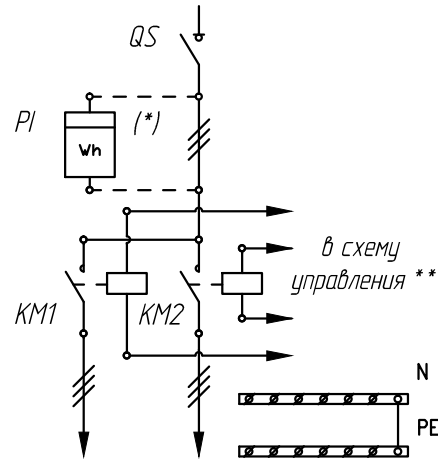 QS
PI
(*)
Wh
в схему
управления **
KM1
KM2
N
PE